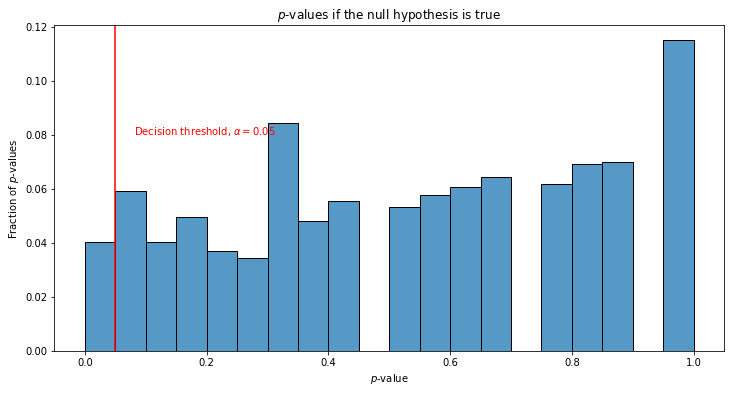 p-values if the null hypothesis is true
0.12
0.10
0.08
0.06
0.04
0.02
0.00
Fraction of p-values
Decision threshold, α = 0.05
0.0 0.2 0.4 0.6 0.8 1.0
p-value